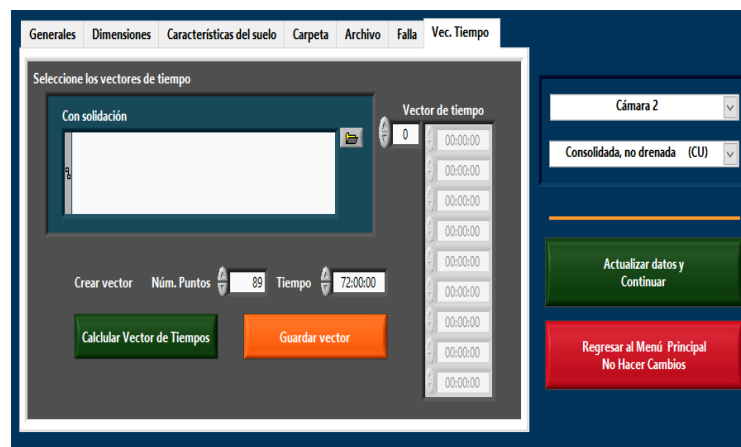 Generales Dimensiones Características del suelo Carpeta Archivo Falla Vec. Tiempo
Seleccione los vectores de tiempo
Con solidación
Vector de tiempo
0
00:00:00
00:00:00
00:00:00
00:00:00
00:00:00
00:00:00
00:00:00
00:00:00
00:00:00
Crear vector Núm. Puntos 89 Tiempo 72:00:00
Calclular Vector de Tiempos
Guardar vector
Cámara 2
Consolidada, no drenada (CU)
Actualizar datos y
Continuar
Regresar al Menú Principal
No Hacer Cambios